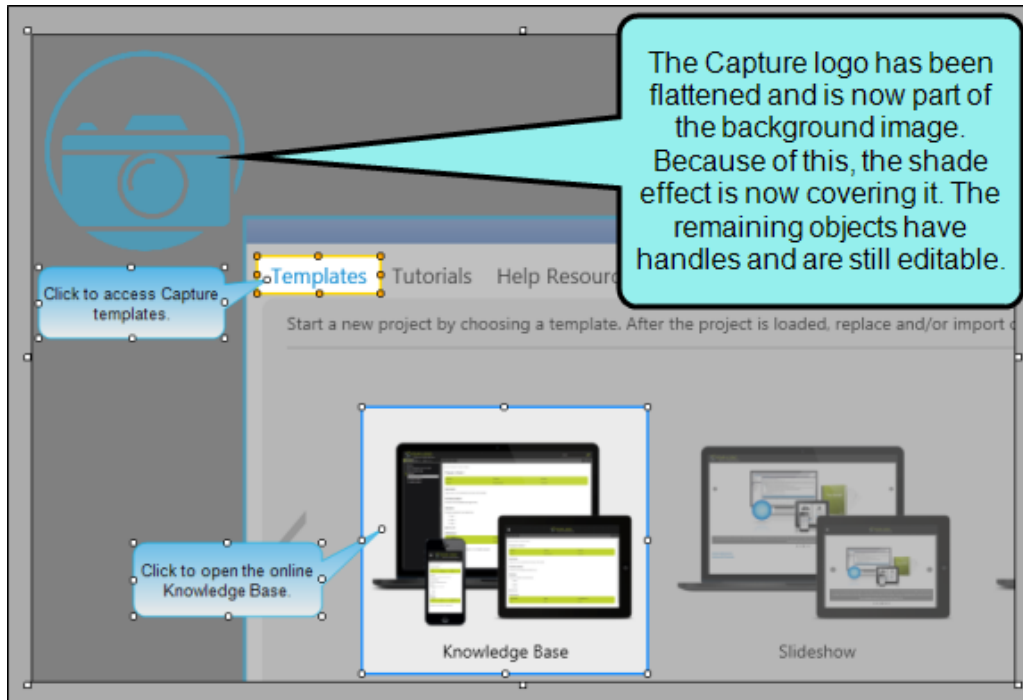 The Capture logo has been
flattened and is now part of
the background image.
Because of this, the shade
effect is now covering it. The
remaining objects have
handles and are still editable.
Templates Tutorials Help Resourc
Click to access Capture
templates.
Start a new project by choosing a template. After the project is loaded, replace and/or import
Click to open the online
Knowledge Base.
Knowledge Base
Slideshow